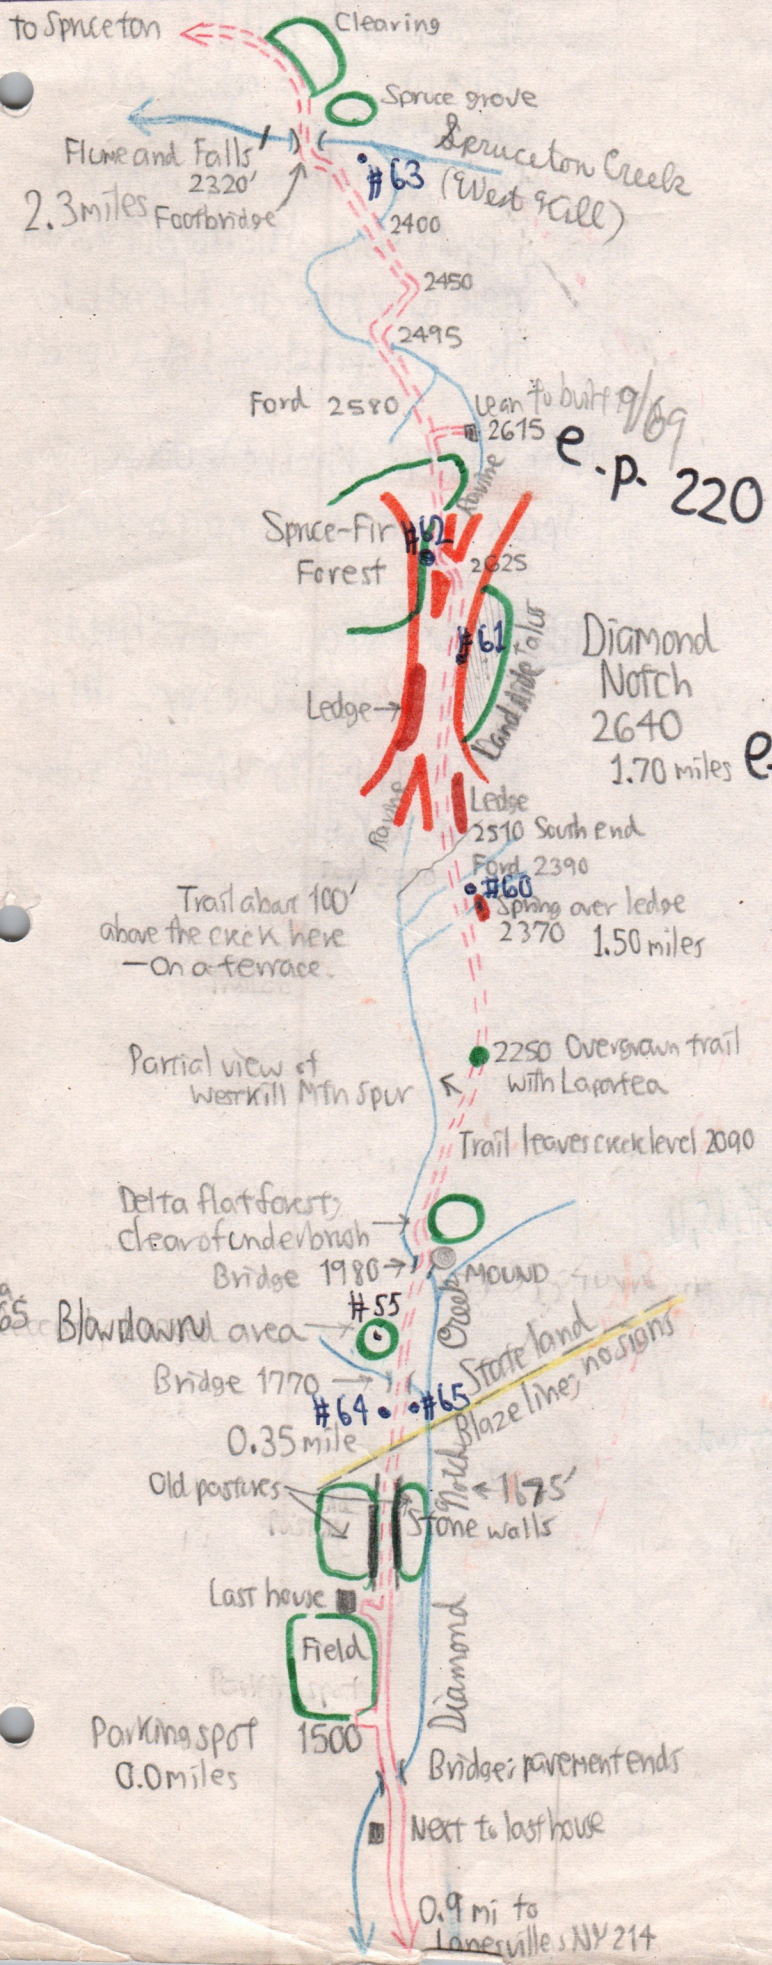 to Spruceton
Clearing
Spruce grove
Flume and Falls
2320'
2.3 miles
Footbridge
Spruceton Creek
(West Kill)
#63
2400
2450
2495
Ford 2580
Lean to built 9/69
2615
e.p. 220
Ravine
Spruce-Fir
Forest
#62
2625
#61
Landslide talus
Diamond
Notch
2640
1.70 miles
e.
Ledge
Ravine
Ledge
2510 South end
Ford 2390
#60
Spring over ledge
2370
1.50 miles
Trail about 100'
above the creek here
—On a terrace.
2250 Overgrown trail
with Laportea
Partial view of
Westkill Mtn Spur
Trail leaves creek level 2090
Delta flat forest;
clear of underbrush
Bridge 1980
MOUND
65
Blowdown area
#55
Bridge 1770
#64
#65
0.35 mile
State land
Blaze line; no signs
Old pastures
1675'
Stone walls
Last house
Field
Diamond Notch Creek
Parking spot
1500
0.0 miles
Bridge; pavement ends
Next to last house
0.9 mi to
Lanesville, NY 214